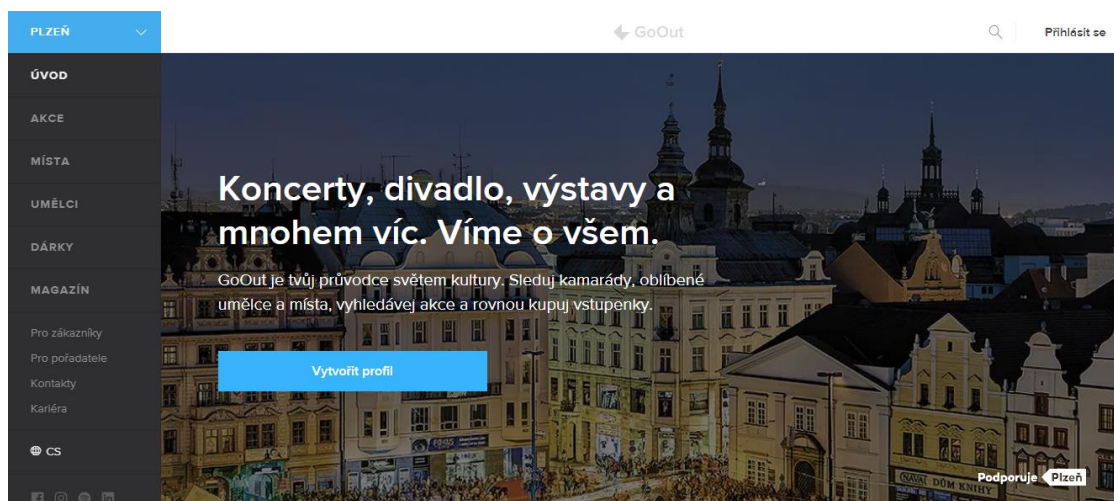 PLZEŇ
GoOut
Přihlásit se
ÚVOD
AKCE
MÍSTA
UMĚLCI
DÁRKY
MAGAZÍN
Pro zákazníky
Pro pořadatele
Kontakty
Kariéra
CS
Koncerty, divadlo, výstavy a
mnohem víc. Víme o všem.
GoOut je tvůj průvodce světem kultury. Sleduj kamarády, oblíbené
umělce a místa, vyhledávej akce a rovnou kupuj vstupenky.
Vytvořit profil
DŮM KNIHY
Podporuje Plzeň